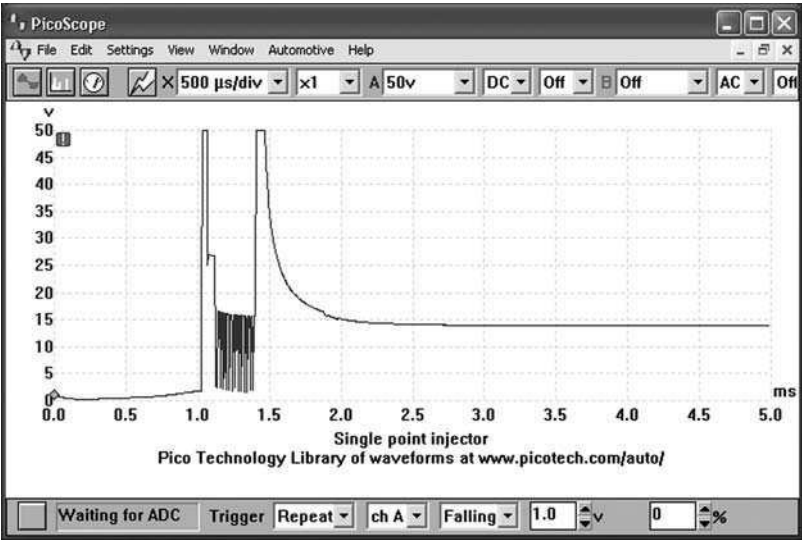 PicoScope
File Edit Settings View Window Automotive Help
X 500 µs/div x1 A 50v DC Off B Off AC Off
v
50
45
40
35
30
25
20
15
10
5
0
ms
0.0 0.5 1.0 1.5 2.0 2.5 3.0 3.5 4.0 4.5 5.0
Single point injector
Pico Technology Library of waveforms at www.picotech.com/auto/
Waiting for ADC Trigger Repeat ch A Falling 1.0 v 0 %